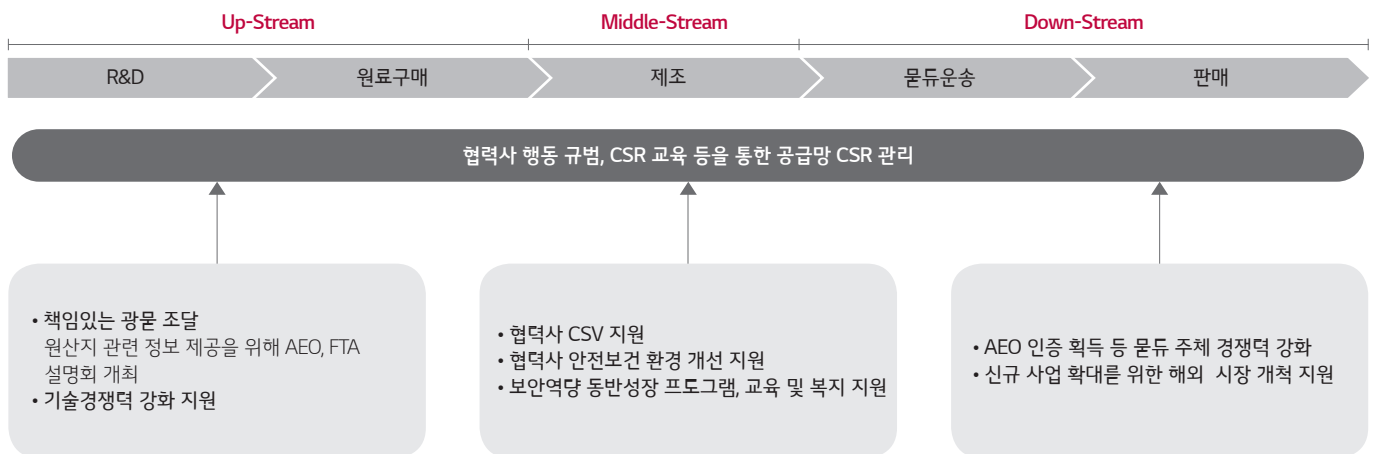 Up-Stream
Middle-Stream
Down-Stream
R&D
원료구매
제조
물류운송
판매
협력사 행동 규범, CSR 교육 등을 통한 공급망 CSR 관리
• 책임있는 광물 조달
원산지 관련 정보 제공을 위해 AEO, FTA
설명회 개최
• 기술경쟁력 강화 지원
• 협력사 CSV 지원
• 협력사 안전보건 환경 개선 지원
• 보안역량 동반성장 프로그램, 교육 및 복지 지원
• AEO 인증 획득 등 물류 주체 경쟁력 강화
• 신규 사업 확대를 위한 해외 시장 개척 지원